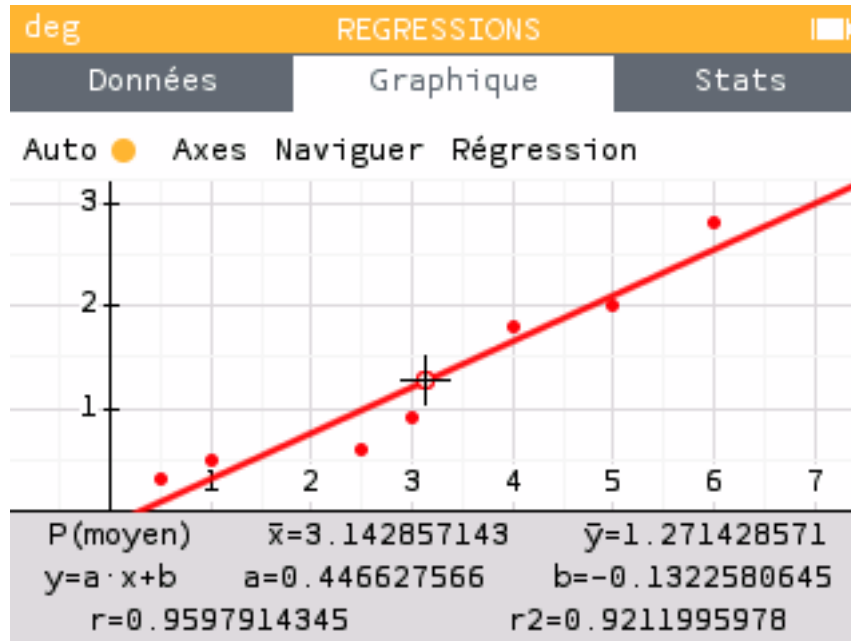 deg REGRESSIONS
Données Graphique Stats
Auto Axes Naviguer Régression
3
2
1
1 2 3 4 5 6 7
P(moyen) x̄=3.142857143 ȳ=1.271428571
y=a·x+b a=0.446627566 b=-0.1322580645
r=0.9597914345 r2=0.9211995978